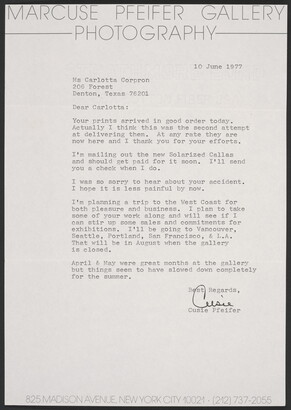 MARCUSE PFEIFER GALLERY
PHOTOGRAPHY
10 June 1977
Ms Carlotta Corpron
206 Forest
Denton, Texas 76201
Dear Carlotta:
Your prints arrived in good order today.
Actually I think this was the second attempt
at delivering them. At any rate they are
now here and I thank you for your efforts.
I'm mailing out the new Solarized Callas
and should get paid for it soon. I'll send
you a check when I do.
I was so sorry to hear about your accident.
I hope it is less painful by now.
I'm planning a trip to the West Coast for
both pleasure and business. I plan to take
some of your work along and will see if I
can stir up some sales and commitments for
exhibitions. I'll be going to Vancouver,
Seattle, Portland, San Francisco, & L.A.
That will be in August when the gallery
is closed.
April & May were great months at the gallery
but things seem to have slowed down completely
for the summer.
Best Regards,
Cusie
Cusie Pfeifer
825 MADISON AVENUE, NEW YORK CITY 10021 · (212) 737-2055